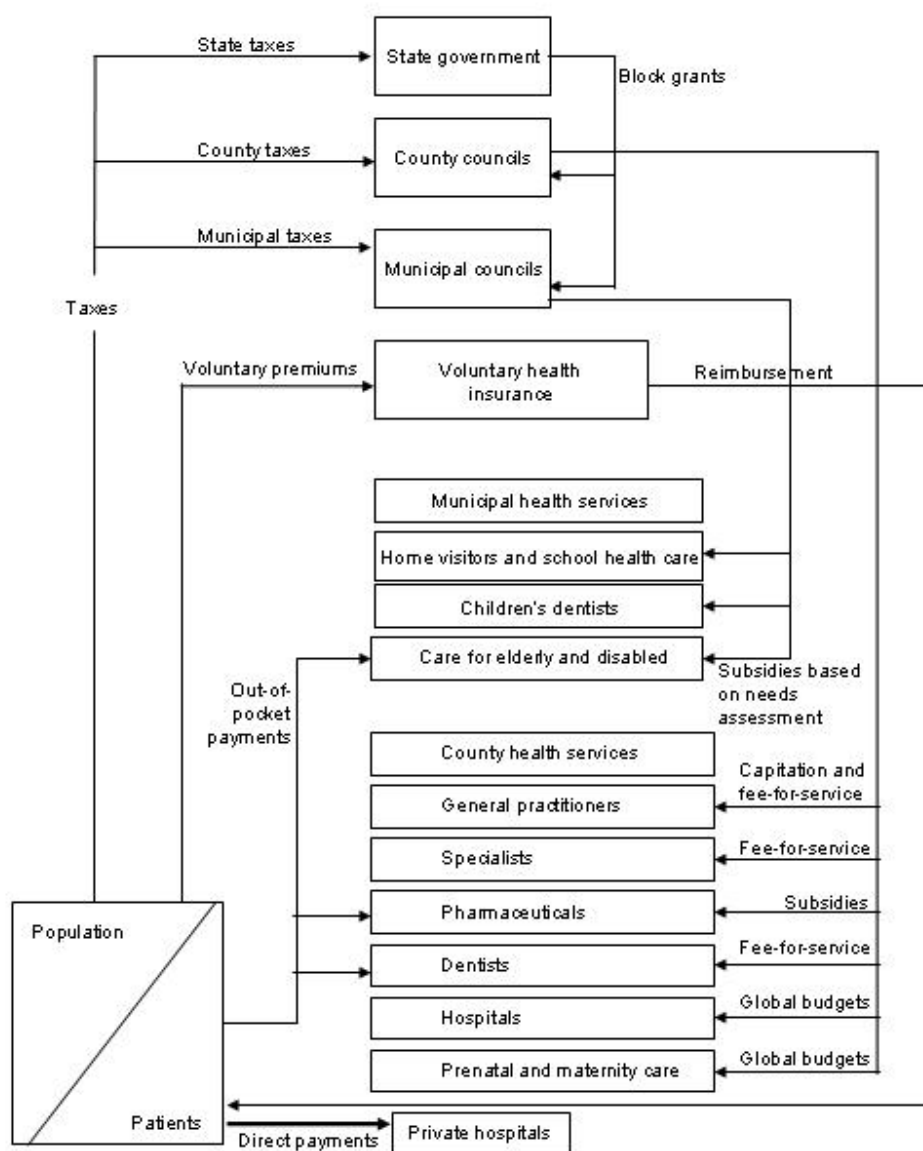 State taxes
State government
Block grants
County taxes
County councils
Municipal taxes
Municipal councils
Taxes
Voluntary premiums
Voluntary health
insurance
Reimbursement
Municipal health services
Home visitors and school health care
Children's dentists
Care for elderly and disabled
Out-of-
pocket
payments
Subsidies based
on needs
assessment
County health services
Capitation and
fee-for-service
General practitioners
Specialists
Fee-for-service
Pharmaceuticals
Subsidies
Population
Dentists
Fee-for-service
Hospitals
Global budgets
Prenatal and maternity care
Global budgets
Patients
Direct payments
Private hospitals